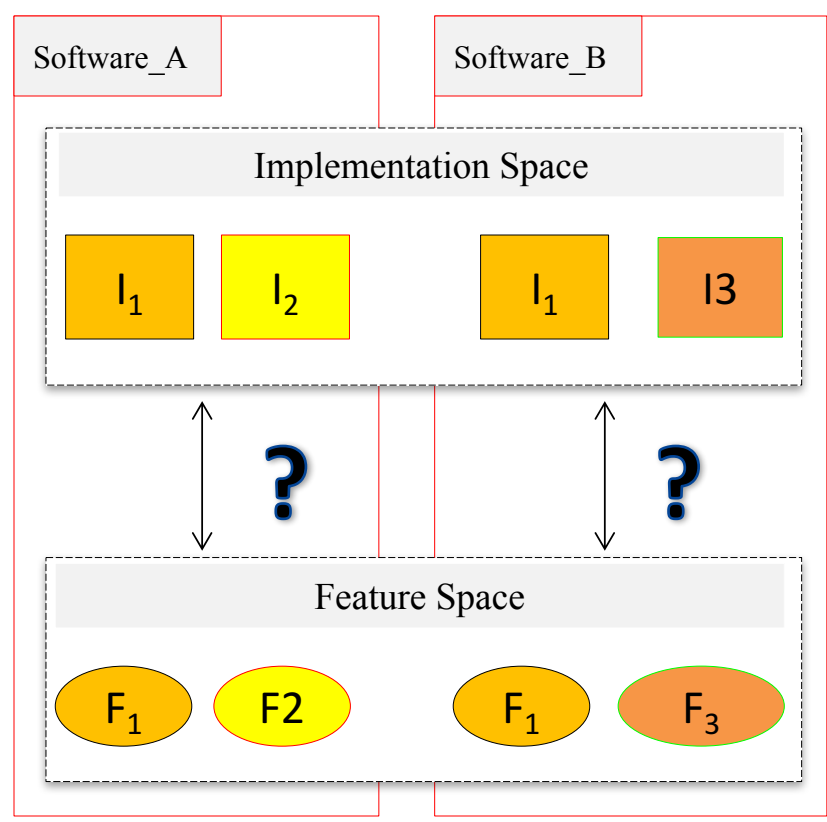 Software_A
Software_B
Implementation Space
I₁ I₂ I₁ I3
? ?
Feature Space
F₁ F2 F₁ F₃